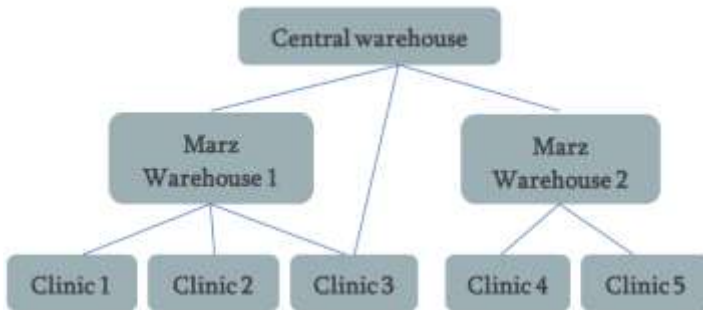 Central warehouse
Marz
Warehouse 1
Marz
Warehouse 2
Clinic 1
Clinic 2
Clinic 3
Clinic 4
Clinic 5